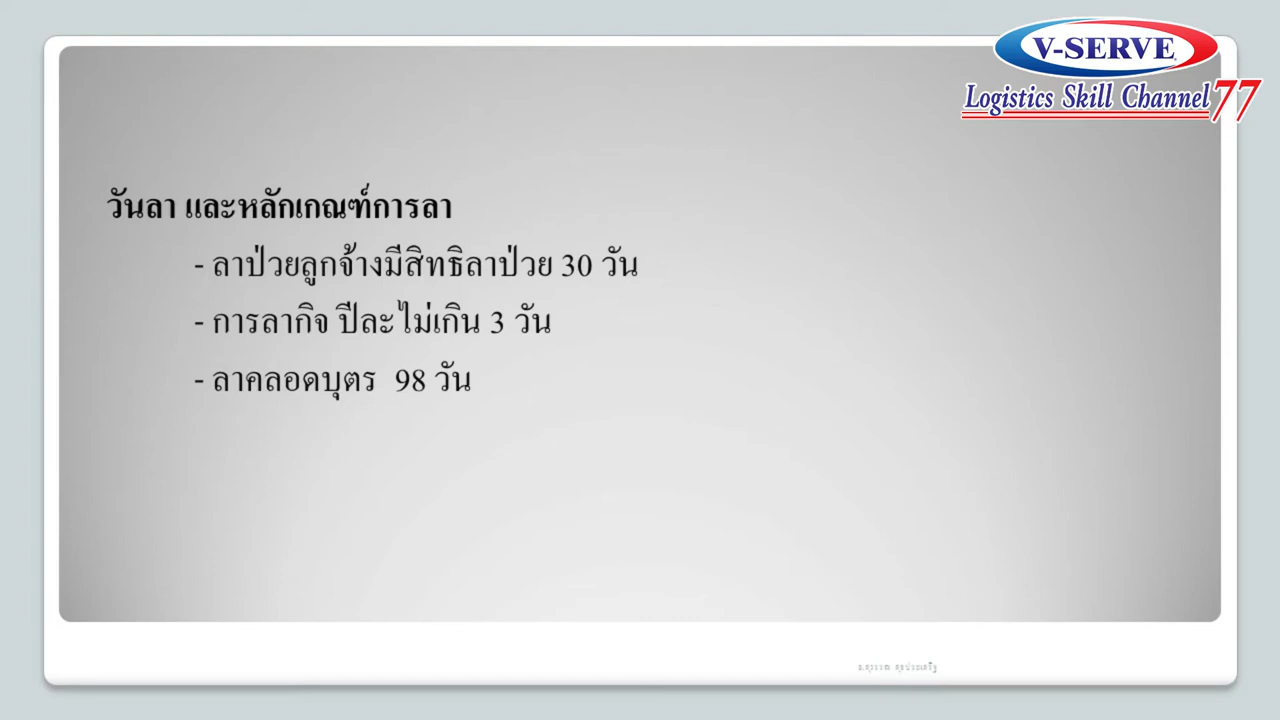 V-SERVE
Logistics Skill Channel 77
วันลา และหลักเกณฑ์การลา
- ลาป่วยลูกจ้างมีสิทธิลาป่วย 30 วัน
- การลากิจ ปีละไม่เกิน 3 วัน
- ลาคลอดบุตร 98 วัน